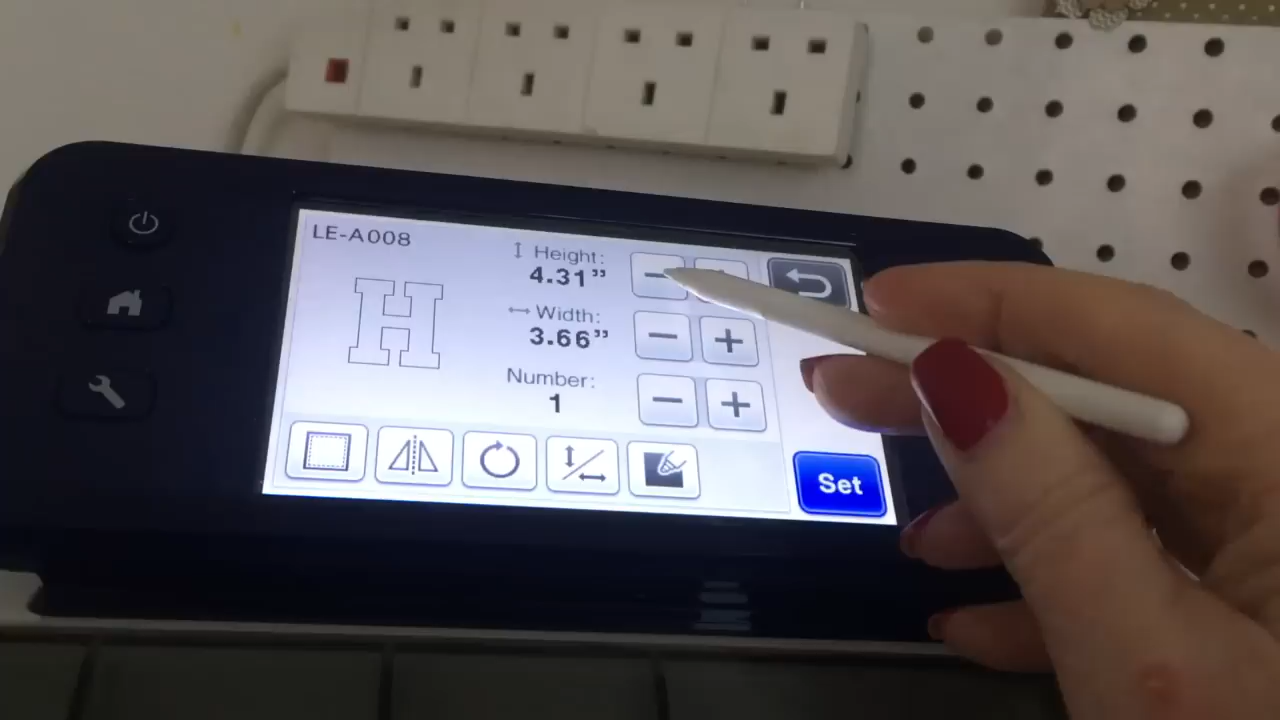 LE-A008
Height:
4.31"
Width:
3.66"
Number:
1
Set